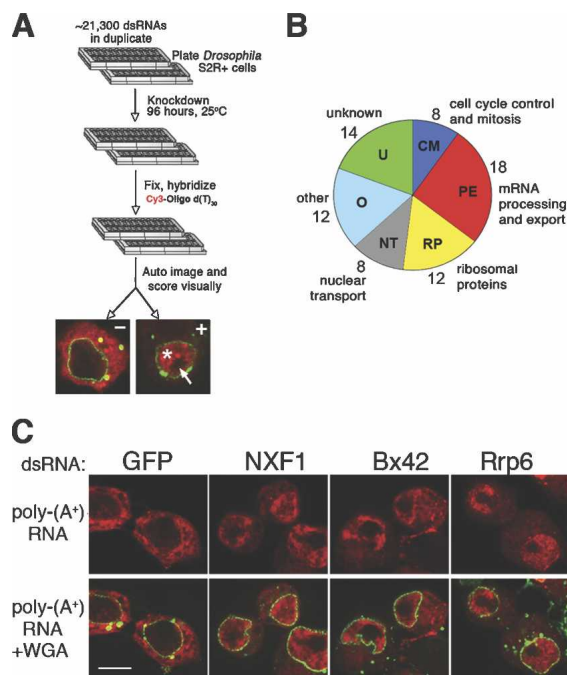 A
~21,300 dsRNAs
in duplicate
Plate Drosophila
S2R+ cells
Knockdown
96 hours, 25ºC
Fix, hybridize
Cy3-Oligo d(T)30
Auto image and
score visually
–
+
*
B
unknown
14
8
cell cycle control
and mitosis
U
CM
18
PE
mRNA
processing
and export
other
12
O
NT
RP
8
nuclear
transport
12
ribosomal
proteins
C
dsRNA:
GFP
NXF1
Bx42
Rrp6
poly-(A+)
RNA
poly-(A+)
RNA
+WGA